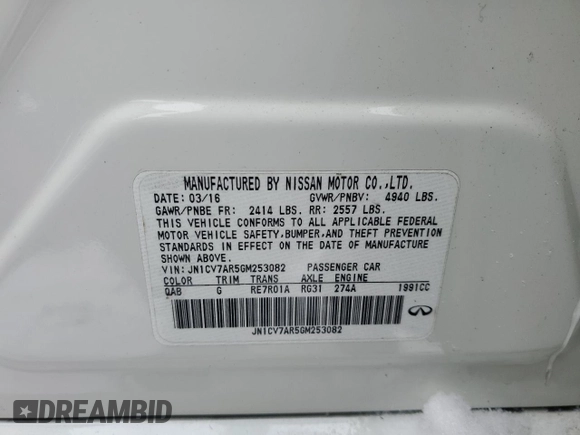 MANUFACTURED BY NISSAN MOTOR CO.,LTD.
DATE: 03/16 GVWR/PNBV: 4940 LBS.
GAWR/PNBE FR: 2414 LBS. RR: 2557 LBS.
THIS VEHICLE CONFORMS TO ALL APPLICABLE FEDERAL
MOTOR VEHICLE SAFETY,BUMPER,AND THEFT PREVENTION
STANDARDS IN EFFECT ON THE DATE OF MANUFACTURE
SHOWN ABOVE.
VIN: JN1CV7AR5GM253082 PASSENGER CAR
COLOR TRIM TRANS AXLE ENGINE
QAB G RE7R01A RG31 274A 1991CC
JN1CV7AR5GM253082
DREAMBID